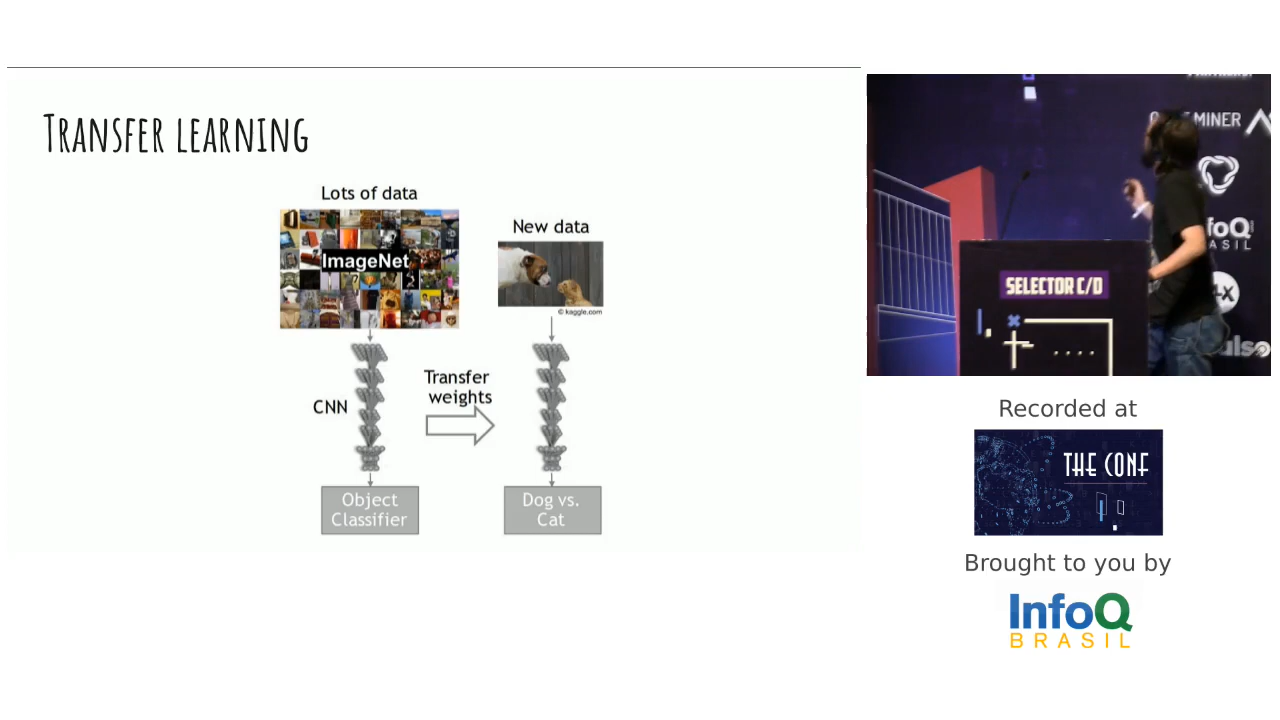 TRANSFER LEARNING
Lots of data
ImageNet
New data
© kaggle.com
CNN
Transfer
weights
Object
Classifier
Dog vs.
Cat
MINER
SELECTOR C/D
Recorded at
THE CONF
Brought to you by
InfoQ
BRASIL